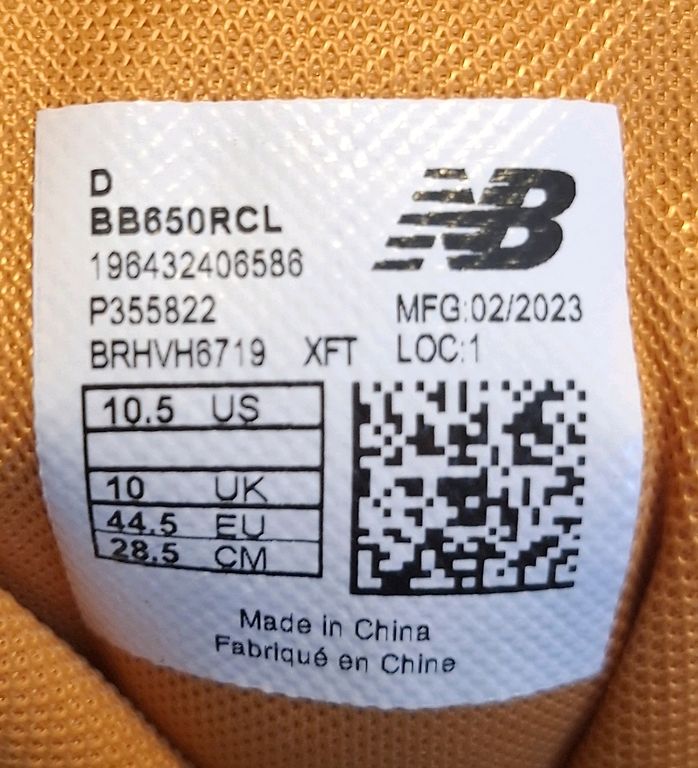 D
BB650RCL
196432406586
P355822
BRHVH6719 XFT
NB
MFG:02/2023
LOC:1
10.5 US
10 UK
44.5 EU
28.5 CM
Made in China
Fabriqué en Chine